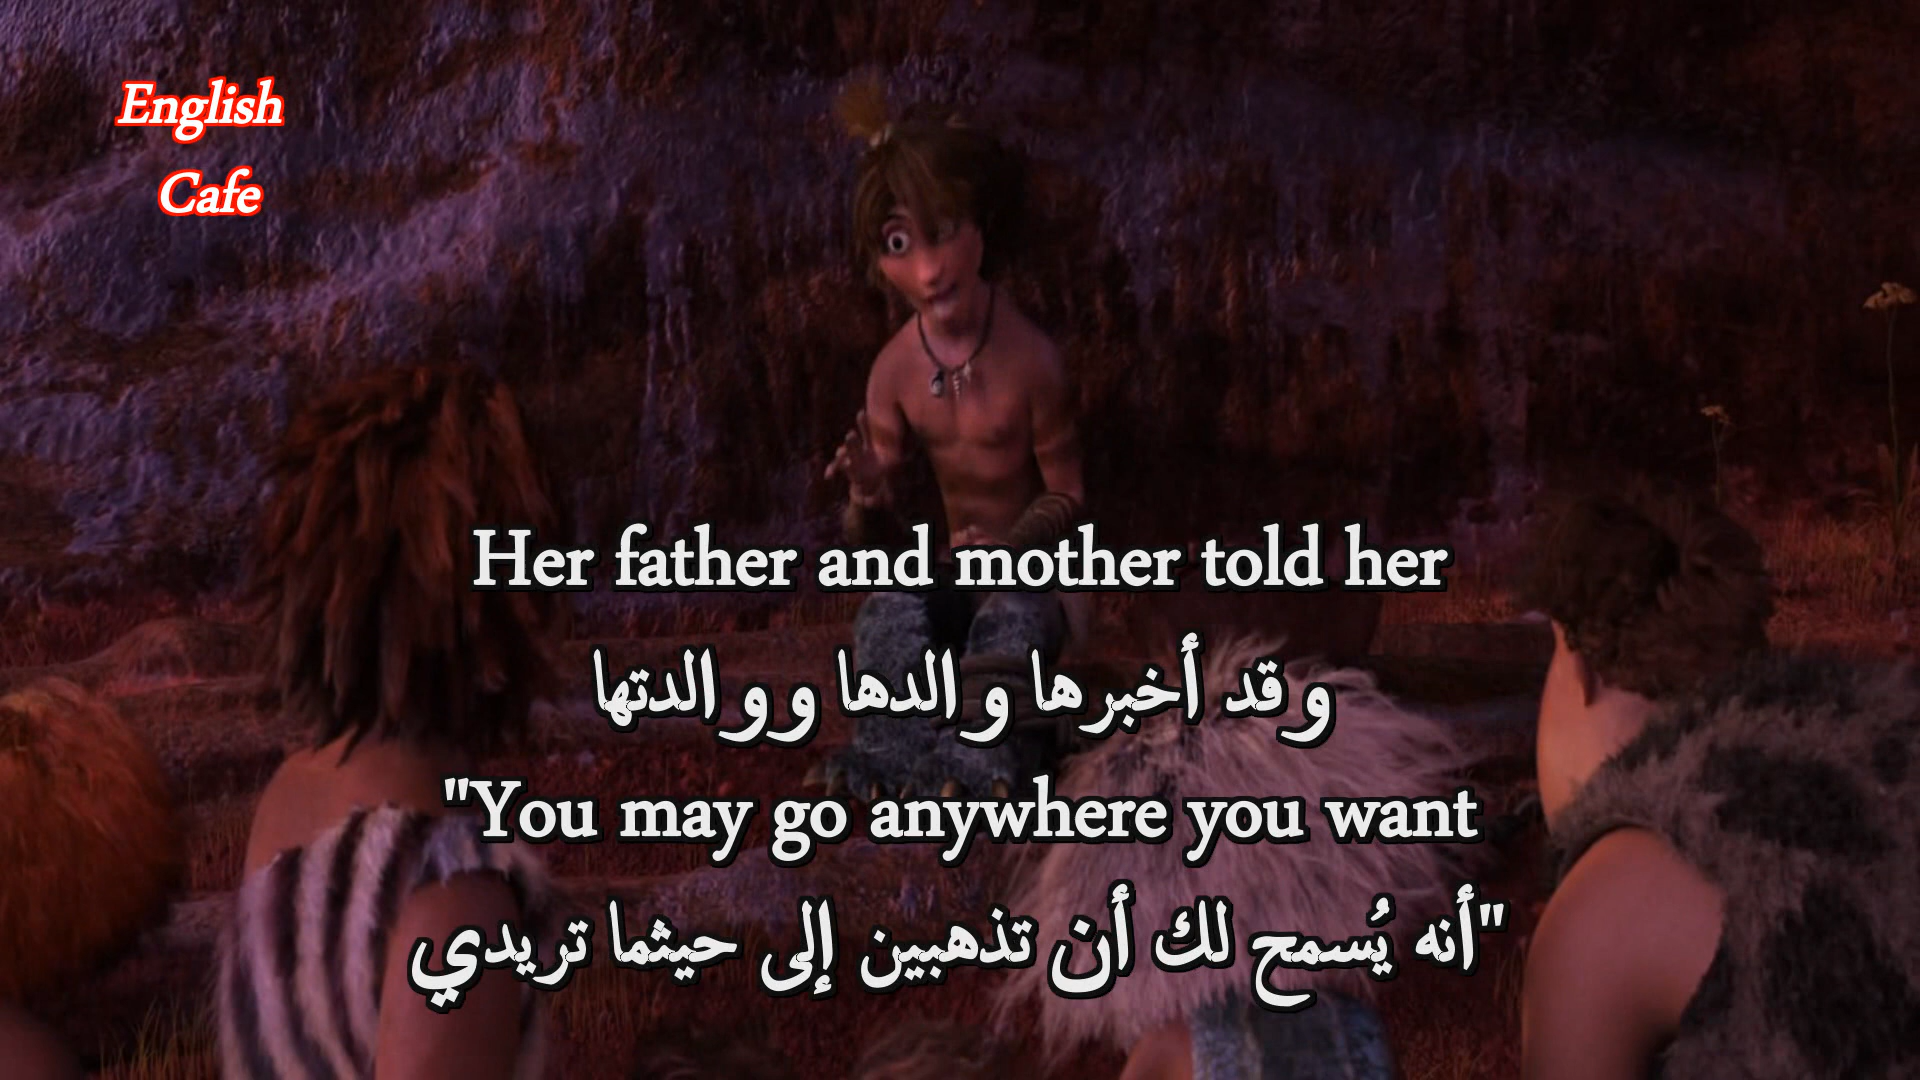 English
Cafe
Her father and mother told her
وقد أخبرها والدها ووالدتها
"You may go anywhere you want
"أنه يُسمح لك أن تذهبين إلى حيثما تريدي